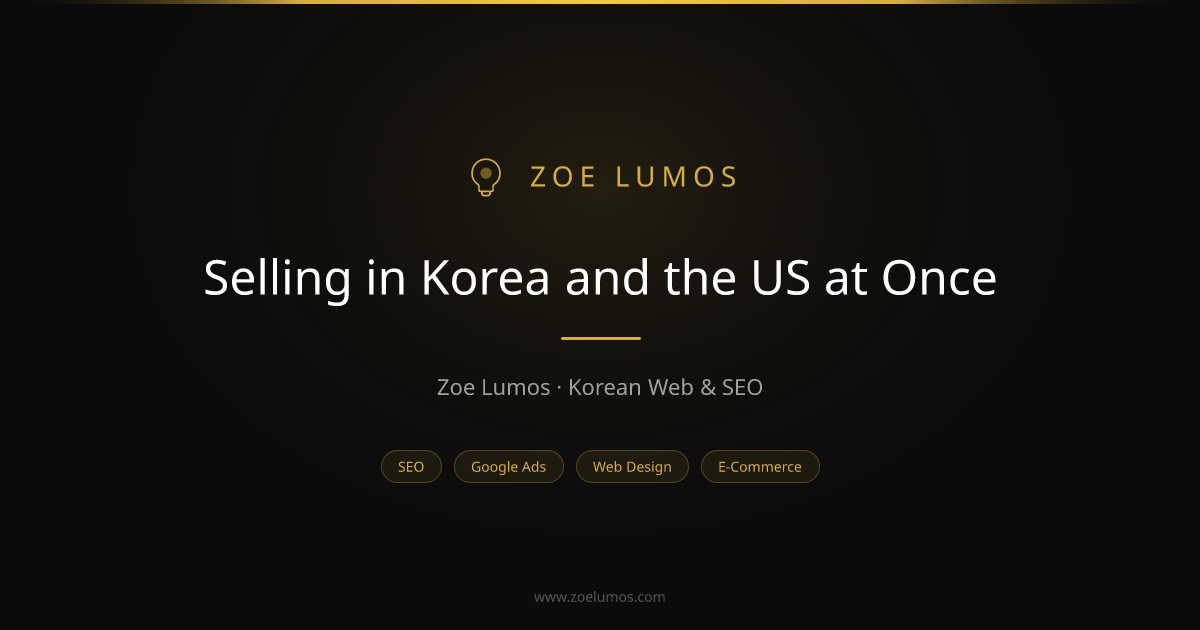 ZOE LUMOS
Selling in Korea and the US at Once
Zoe Lumos · Korean Web & SEO
SEO Google Ads Web Design E-Commerce
www.zoelumos.com